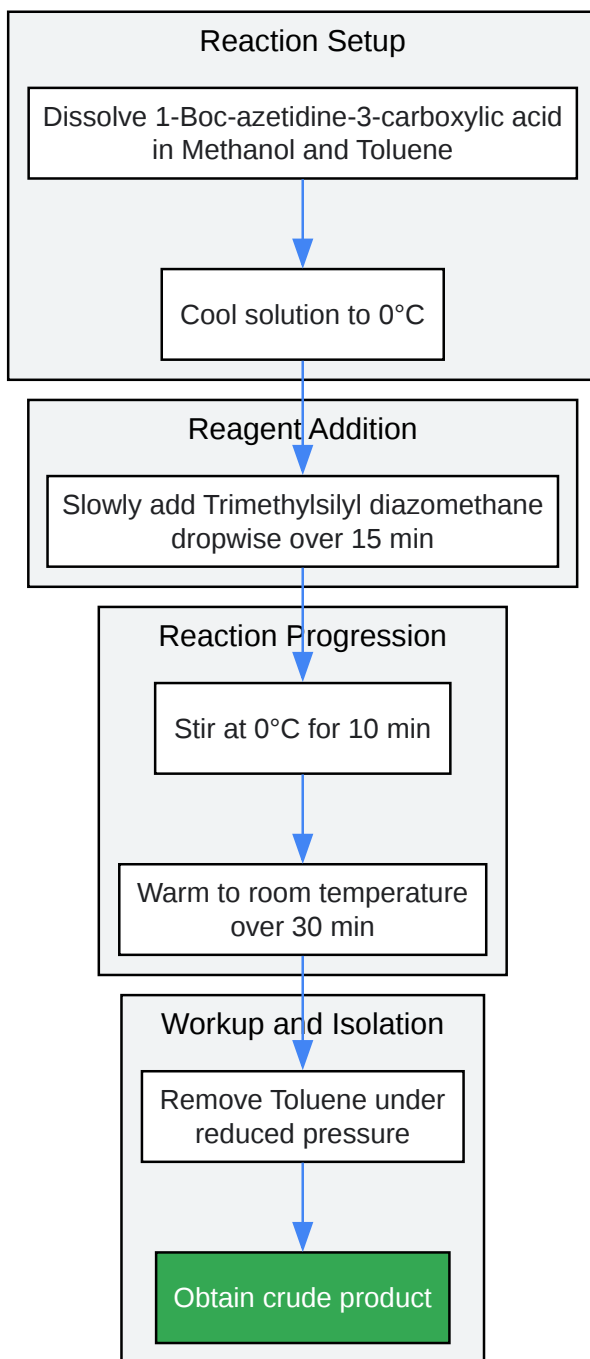 Reaction Setup
Dissolve 1-Boc-azetidine-3-carboxylic acid
in Methanol and Toluene
Cool solution to 0°C
Reagent Addition
Slowly add Trimethylsilyl diazomethane
dropwise over 15 min
Reaction Progression
Stir at 0°C for 10 min
Warm to room temperature
over 30 min
Workup and Isolation
Remove Toluene under
reduced pressure
Obtain crude product